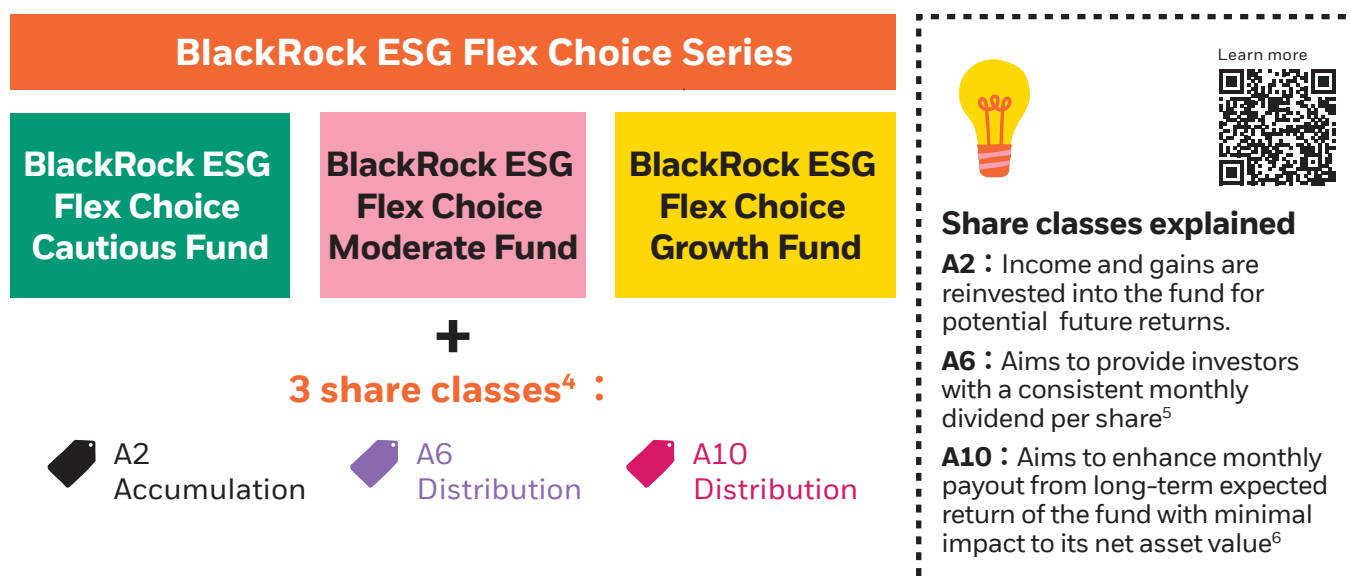 BlackRock ESG Flex Choice Series
BlackRock ESG
Flex Choice
Cautious Fund
BlackRock ESG
Flex Choice
Moderate Fund
BlackRock ESG
Flex Choice
Growth Fund
+
3 share classes⁴ :
A2
Accumulation
A6
Distribution
A10
Distribution
Learn more
Share classes explained
A2 : Income and gains are
reinvested into the fund for
potential future returns.
A6 : Aims to provide investors
with a consistent monthly
dividend per share⁵
A10 : Aims to enhance monthly
payout from long-term expected
return of the fund with minimal
impact to its net asset value⁶